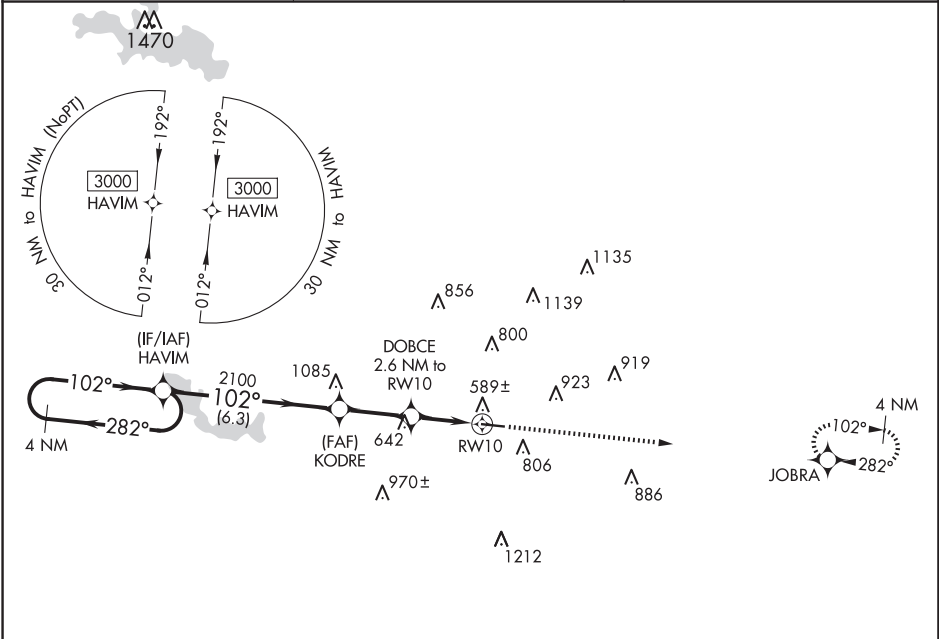 1470
30 NM to HAVIM (NoPT)
192°
3000
HAVIM
012°
192°
3000
HAVIM
012°
30 NM to HAVIM
1135
856
1139
(IF/IAF)
HAVIM
DOBCE
2.6 NM to
RW10
800
1085
919
102°
2100
102°
(6.3)
589±
923
4 NM
282°
4 NM
(FAF)
KODRE
642
RW10
806
102°
282°
JOBRA
970±
886
1212